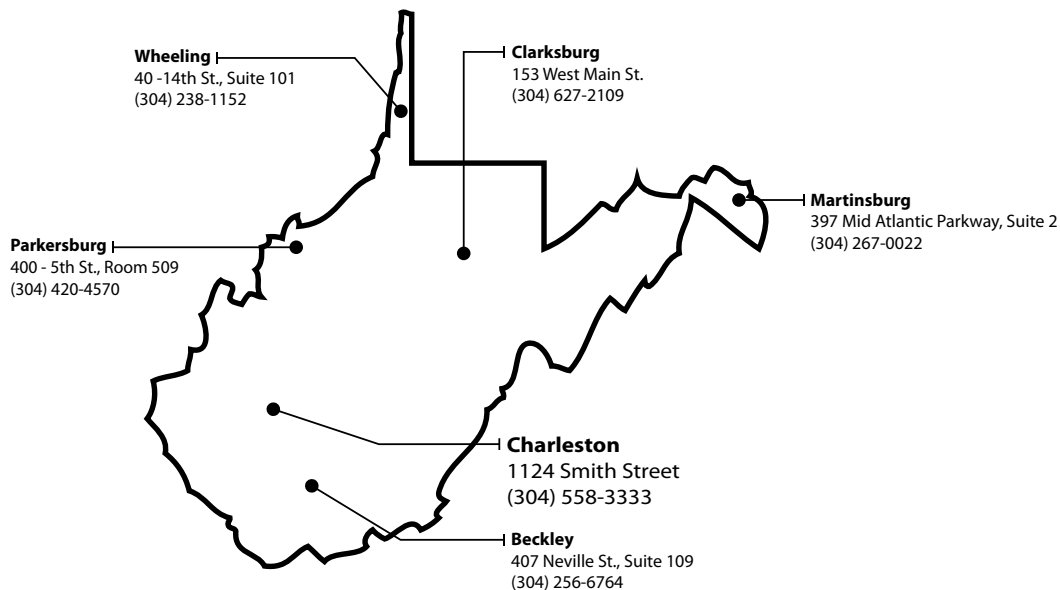 Wheeling
40 -14th St., Suite 101
(304) 238-1152
Clarksburg
153 West Main St.
(304) 627-2109
Martinsburg
397 Mid Atlantic Parkway, Suite 2
(304) 267-0022
Parkersburg
400 - 5th St., Room 509
(304) 420-4570
Charleston
1124 Smith Street
(304) 558-3333
Beckley
407 Neville St., Suite 109
(304) 256-6764